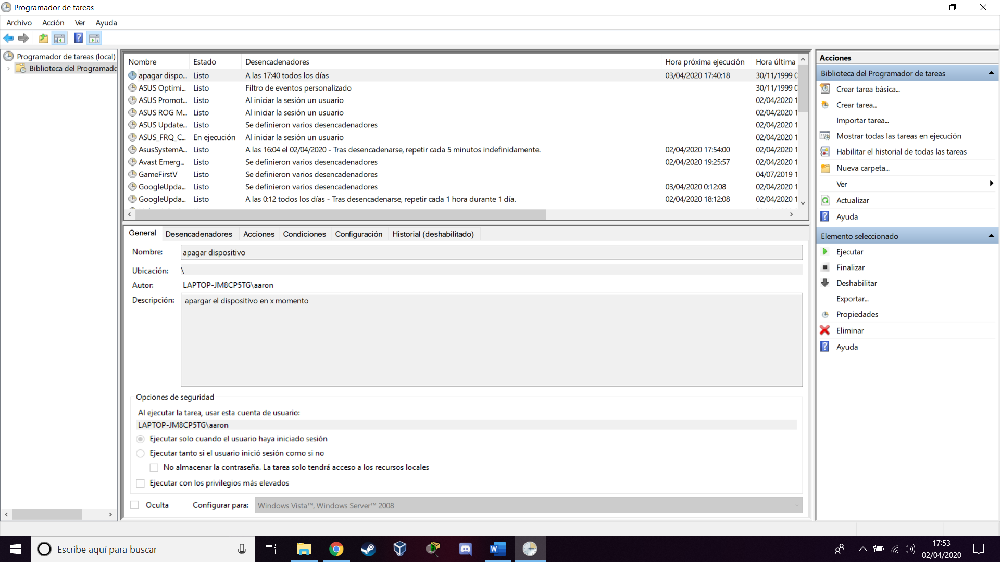 Programador de tareas
Archivo Acción Ver Ayuda
Programador de tareas (local)
Biblioteca del Programado
Nombre Estado Desencadenadores Hora próxima ejecución Hora última
apagar dispo... Listo A las 17:40 todos los días 03/04/2020 17:40:18 30/11/1999 0
ASUS Optimi... Listo Filtro de eventos personalizado 30/11/1999 0
ASUS Promot... Listo Al iniciar la sesión un usuario 02/04/2020 1
ASUS ROG M... Listo Al iniciar la sesión un usuario 02/04/2020 1
ASUS Update... Listo Se definieron varios desencadenadores 02/04/2020 1
ASUS_FRQ_C... En ejecución Al iniciar la sesión un usuario 02/04/2020 1
AsusSystemA... Listo A las 16:04 el 02/04/2020 - Tras desencadenarse, repetir cada 5 minutos indefinidamente. 02/04/2020 17:54:00 02/04/2020 1
Avast Emerg... Listo Se definieron varios desencadenadores 02/04/2020 19:25:57 02/04/2020 1
GameFirstV Listo Se definieron varios desencadenadores 04/07/2019 1
GoogleUpda... Listo Se definieron varios desencadenadores 03/04/2020 0:12:08 02/04/2020 1
GoogleUpda... Listo A las 0:12 todos los días - Tras desencadenarse, repetir cada 1 hora durante 1 día. 02/04/2020 18:12:08 02/04/2020 1
General Desencadenadores Acciones Condiciones Configuración Historial (deshabilitado)
Nombre: apagar dispositivo
Ubicación: \
Autor: LAPTOP-JM8CP5TG\aaron
Descripción: apargar el dispositivo en x momento
Opciones de seguridad
Al ejecutar la tarea, usar esta cuenta de usuario:
LAPTOP-JM8CP5TG\aaron
Ejecutar solo cuando el usuario haya iniciado sesión
Ejecutar tanto si el usuario inició sesión como si no
No almacenar la contraseña. La tarea solo tendrá acceso a los recursos locales
Ejecutar con los privilegios más elevados
Oculta Configurar para: Windows Vista™, Windows Server™ 2008
Acciones
Biblioteca del Programador de tareas
Crear tarea básica...
Crear tarea...
Importar tarea...
Mostrar todas las tareas en ejecución
Habilitar el historial de todas las tareas
Nueva carpeta...
Ver
Actualizar
Ayuda
Elemento seleccionado
Ejecutar
Finalizar
Deshabilitar
Exportar...
Propiedades
Eliminar
Ayuda
Escribe aquí para buscar
17:53
02/04/2020